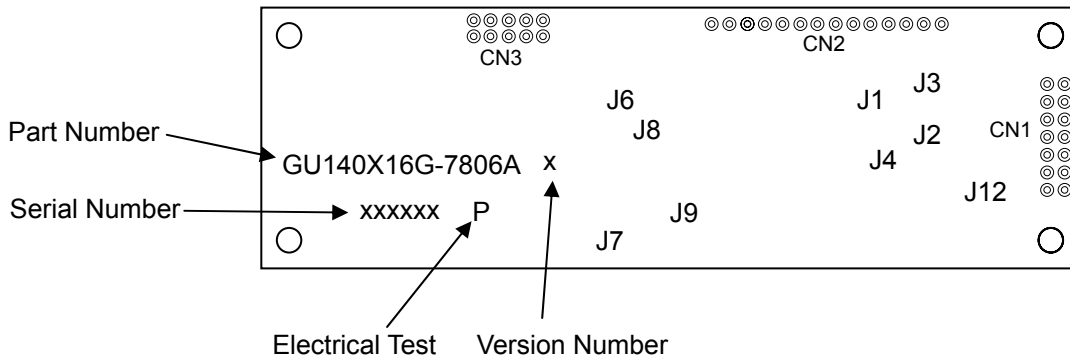 CN3
CN2
J3
J6
J1
J8
J2
CN1
Part Number
J4
GU140X16G-7806A x
J12
Serial Number
xxxxxx P
J9
J7
Electrical Test
Version Number